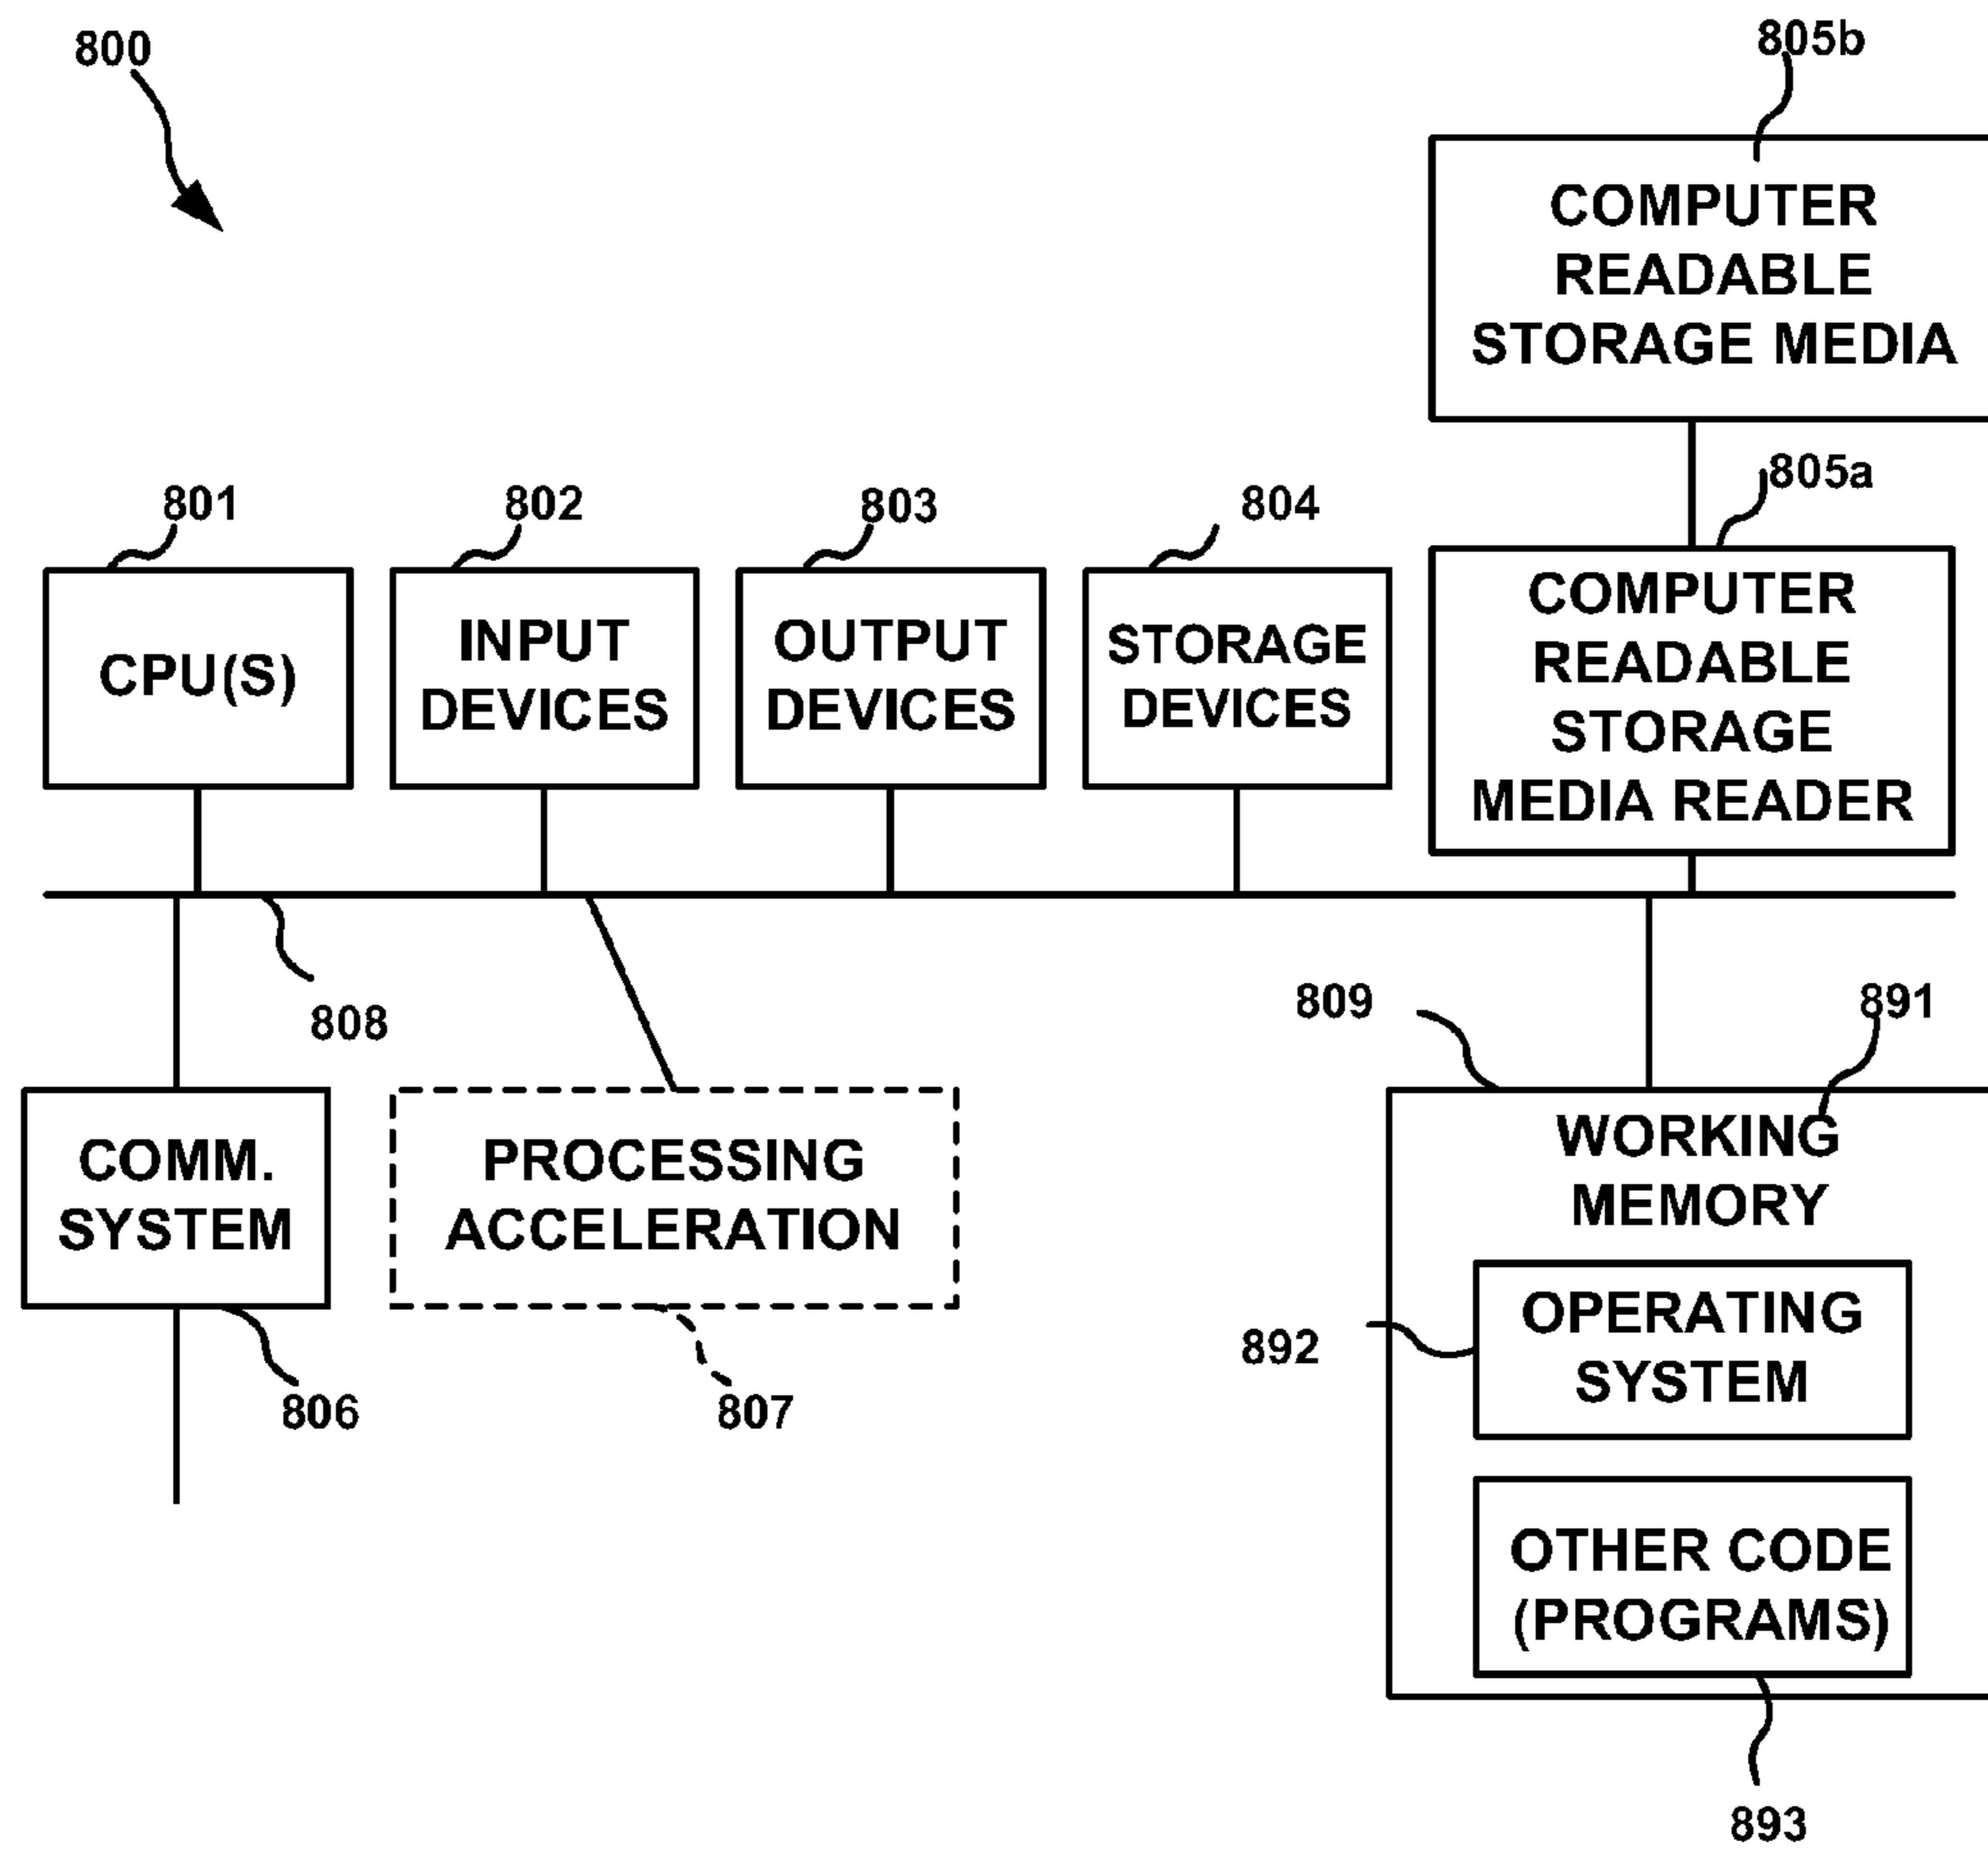 800
805b
COMPUTER
READABLE
STORAGE MEDIA
805a
801
802
803
804
CPU(S)
INPUT
DEVICES
OUTPUT
DEVICES
STORAGE
DEVICES
COMPUTER
READABLE
STORAGE
MEDIA READER
808
809
891
COMM.
SYSTEM
PROCESSING
ACCELERATION
WORKING
MEMORY
806
807
892
OPERATING
SYSTEM
OTHER CODE
(PROGRAMS)
893